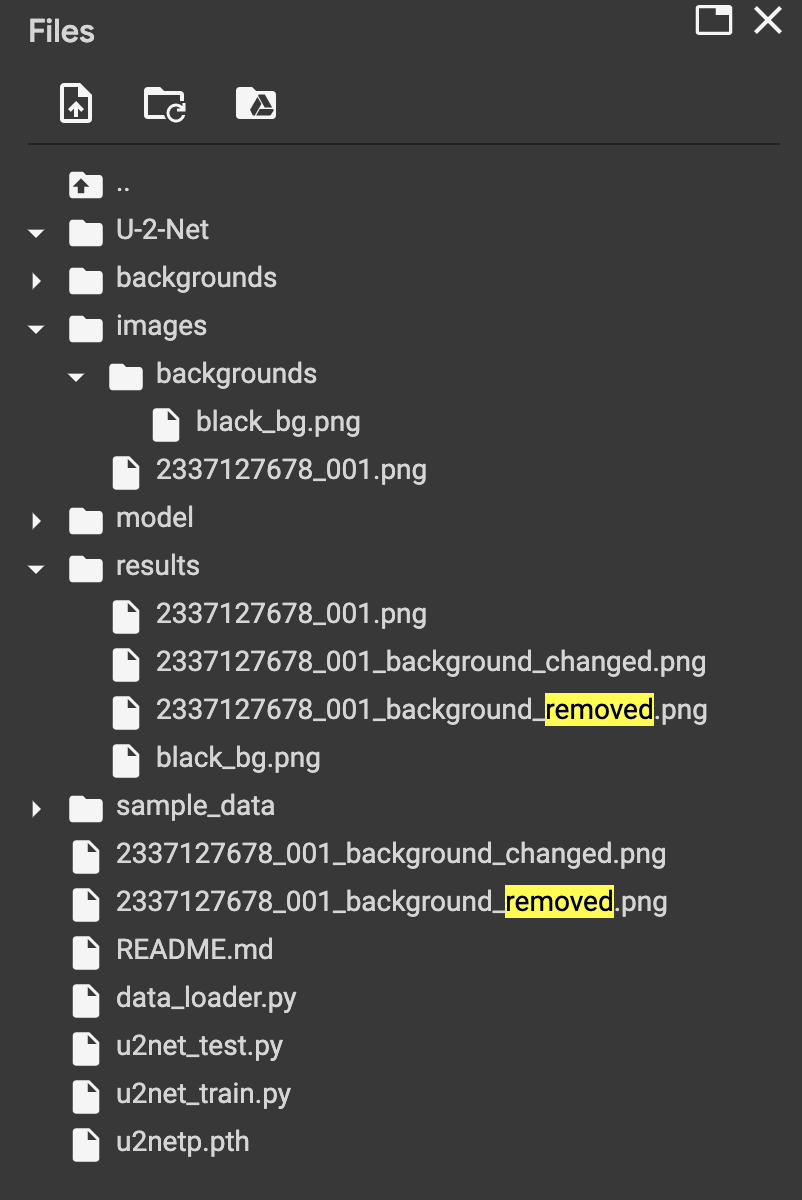 Files
..
U-2-Net
backgrounds
images
backgrounds
black_bg.png
2337127678_001.png
model
results
2337127678_001.png
2337127678_001_background_changed.png
2337127678_001_background_removed.png
black_bg.png
sample_data
2337127678_001_background_changed.png
2337127678_001_background_removed.png
README.md
data_loader.py
u2net_test.py
u2net_train.py
u2netp.pth